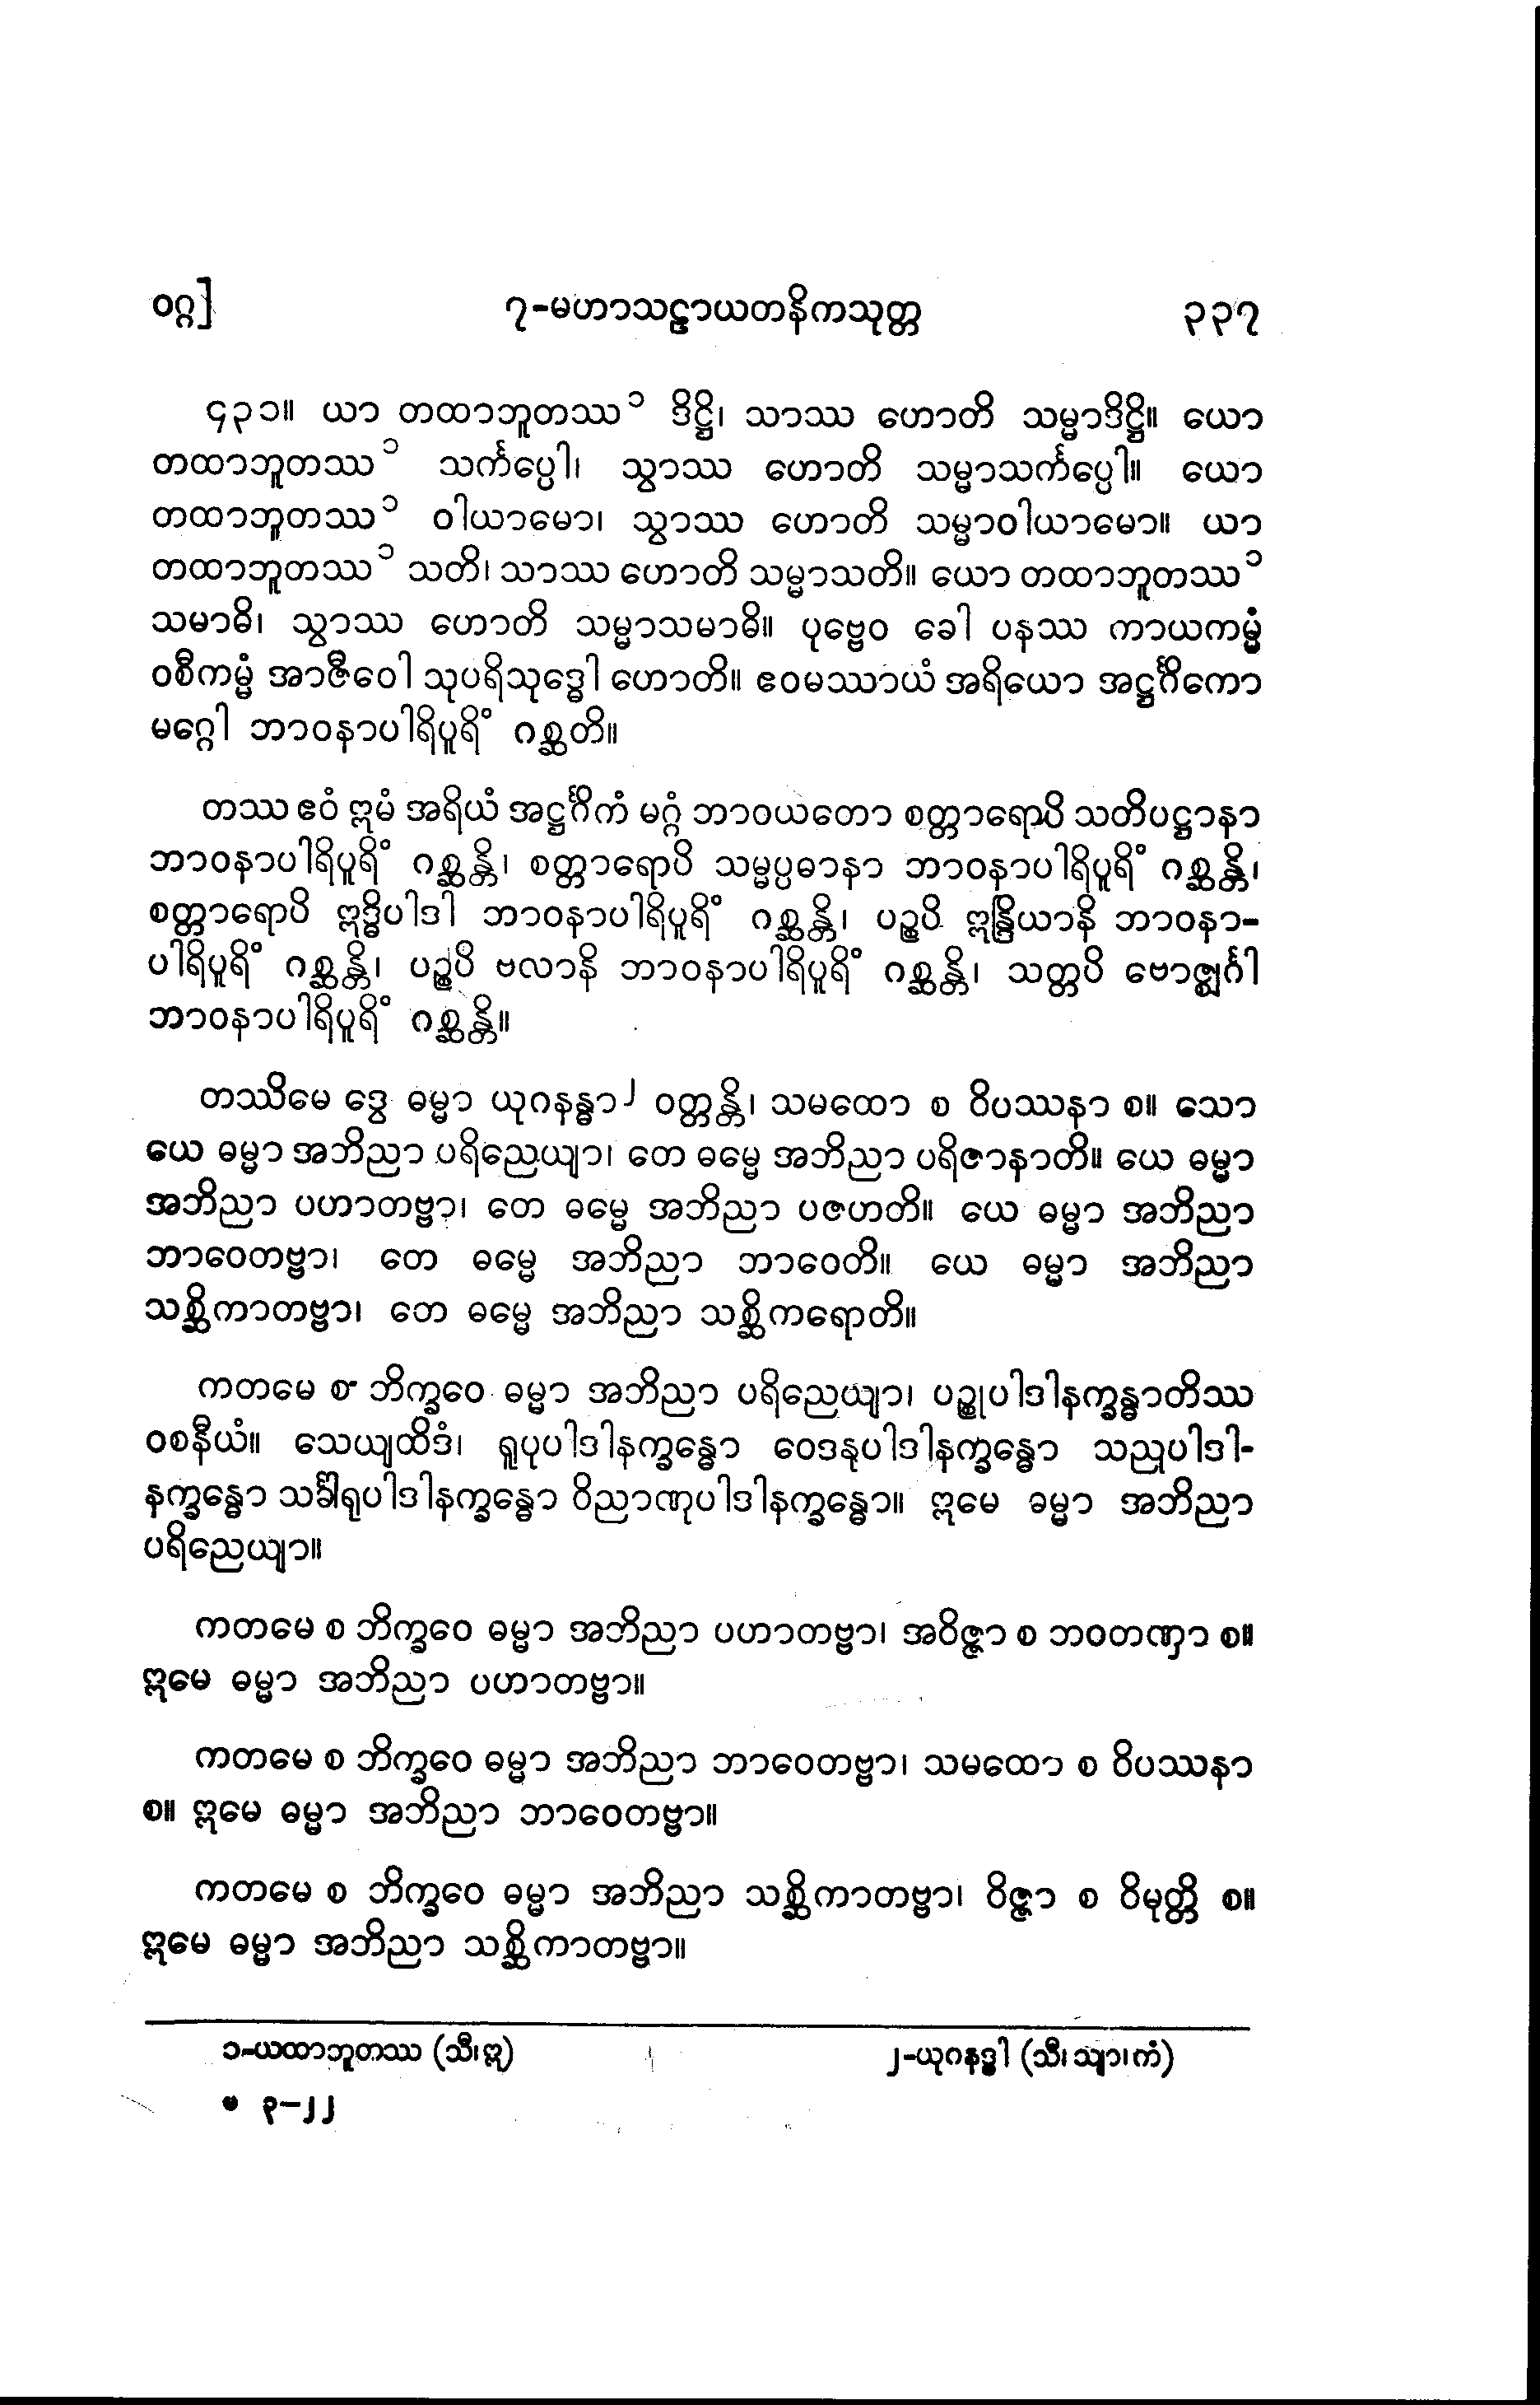 ဝဂ္ဂ]
၇-မဟာသဠာယတနိကသုတ္တ
၃၃၇
၄၃၁။ ယာ တထာဘူတဿ ၁ ဒိဋ္ဌိ၊ သာဿ ဟောတိ သမ္မာဒိဋ္ဌိ။ ယော
တထာဘူတဿ ၁ သင်္ကပ္ပေါ၊ သွာဿ ဟောတိ သမ္မာသင်္ကပ္ပေါ။ ယော
တထာဘူတဿ ၁ ဝါယာမော၊ သွာဿ ဟောတိ သမ္မာဝါယာမော။ ယာ
တထာဘူတဿ ၁ သတိ၊ သာဿ ဟောတိ သမ္မာသတိ။ ယော တထာဘူတဿ ၁
သမာဓိ၊ သွာဿ ဟောတိ သမ္မာသမာဓိ။ ပုဗ္ဗေဝ ခေါ ပနဿ ကာယကမ္မံ
ဝစီကမ္မံ အာဇီဝေါ သုပရိသုဒ္ဓေါ ဟောတိ။ ဧဝမဿာယံ အရိယော အဋ္ဌင်္ဂိကော
မဂ္ဂေါ ဘာဝနာပါရိပူရိံ ဂစ္ဆတိ။
တဿ ဧဝံ ဣမံ အရိယံ အဋ္ဌင်္ဂိကံ မဂ္ဂံ ဘာဝယတော စတ္တာရောပိ သတိပဋ္ဌာနာ
ဘာဝနာပါရိပူရိံ ဂစ္ဆန္တိ၊ စတ္တာရောပိ သမ္မပ္ပဓာနာ ဘာဝနာပါရိပူရိံ ဂစ္ဆန္တိ၊
စတ္တာရောပိ ဣဒ္ဓိပါဒါ ဘာဝနာပါရိပူရိံ ဂစ္ဆန္တိ၊ ပဉ္စပိ ဣန္ဒြိယာနိ ဘာဝနာ-
ပါရိပူရိံ ဂစ္ဆန္တိ၊ ပဉ္စပိ ဗလာနိ ဘာဝနာပါရိပူရိံ ဂစ္ဆန္တိ၊ သတ္တပိ ဗောဇ္ဈင်္ဂါ
ဘာဝနာပါရိပူရိံ ဂစ္ဆန္တိ။
တဿိမေ ဒွေ ဓမ္မာ ယုဂနန္ဓာ ၂ ဝတ္တန္တိ၊ သမထော စ ဝိပဿနာ စ။ သော
ယေ ဓမ္မာ အဘိညာ ပရိညေယျာ၊ တေ ဓမ္မေ အဘိညာ ပရိဇာနာတိ။ ယေ ဓမ္မာ
အဘိညာ ပဟာတဗ္ဗာ၊ တေ ဓမ္မေ အဘိညာ ပဇဟတိ။ ယေ ဓမ္မာ အဘိညာ
ဘာဝေတဗ္ဗာ၊ တေ ဓမ္မေ အဘိညာ ဘာဝေတိ။ ယေ ဓမ္မာ အဘိညာ
သစ္ဆိကာတဗ္ဗာ၊ တေ ဓမ္မေ အဘိညာ သစ္ဆိကရောတိ။
ကတမေ စ ဘိက္ခဝေ ဓမ္မာ အဘိညာ ပရိညေယျာ၊ ပဉ္စုပါဒါနက္ခန္ဓာတိဿ
ဝစနီယံ။ သေယျထိဒံ၊ ရူပုပါဒါနက္ခန္ဓော ဝေဒနုပါဒါနက္ခန္ဓော သညုပါဒါ-
နက္ခန္ဓော သင်္ခါရုပါဒါနက္ခန္ဓော ဝိညာဏုပါဒါနက္ခန္ဓော။ ဣမေ ဓမ္မာ အဘိညာ
ပရိညေယျာ။
ကတမေ စ ဘိက္ခဝေ ဓမ္မာ အဘိညာ ပဟာတဗ္ဗာ၊ အဝိဇ္ဇာ စ ဘဝတဏှာ စ။
ဣမေ ဓမ္မာ အဘိညာ ပဟာတဗ္ဗာ။
ကတမေ စ ဘိက္ခဝေ ဓမ္မာ အဘိညာ ဘာဝေတဗ္ဗာ၊ သမထော စ ဝိပဿနာ
စ။ ဣမေ ဓမ္မာ အဘိညာ ဘာဝေတဗ္ဗာ။
ကတမေ စ ဘိက္ခဝေ ဓမ္မာ အဘိညာ သစ္ဆိကာတဗ္ဗာ၊ ဝိဇ္ဇာ စ ဝိမုတ္တိ စ။
ဣမေ ဓမ္မာ အဘိညာ သစ္ဆိကာတဗ္ဗာ။
၁-ယထာဘူတဿ (သီ၊ဣ)
၂-ယုဂနဒ္ဓါ (သီ၊သျာ၊ကံ)
မ ၃-၂၂